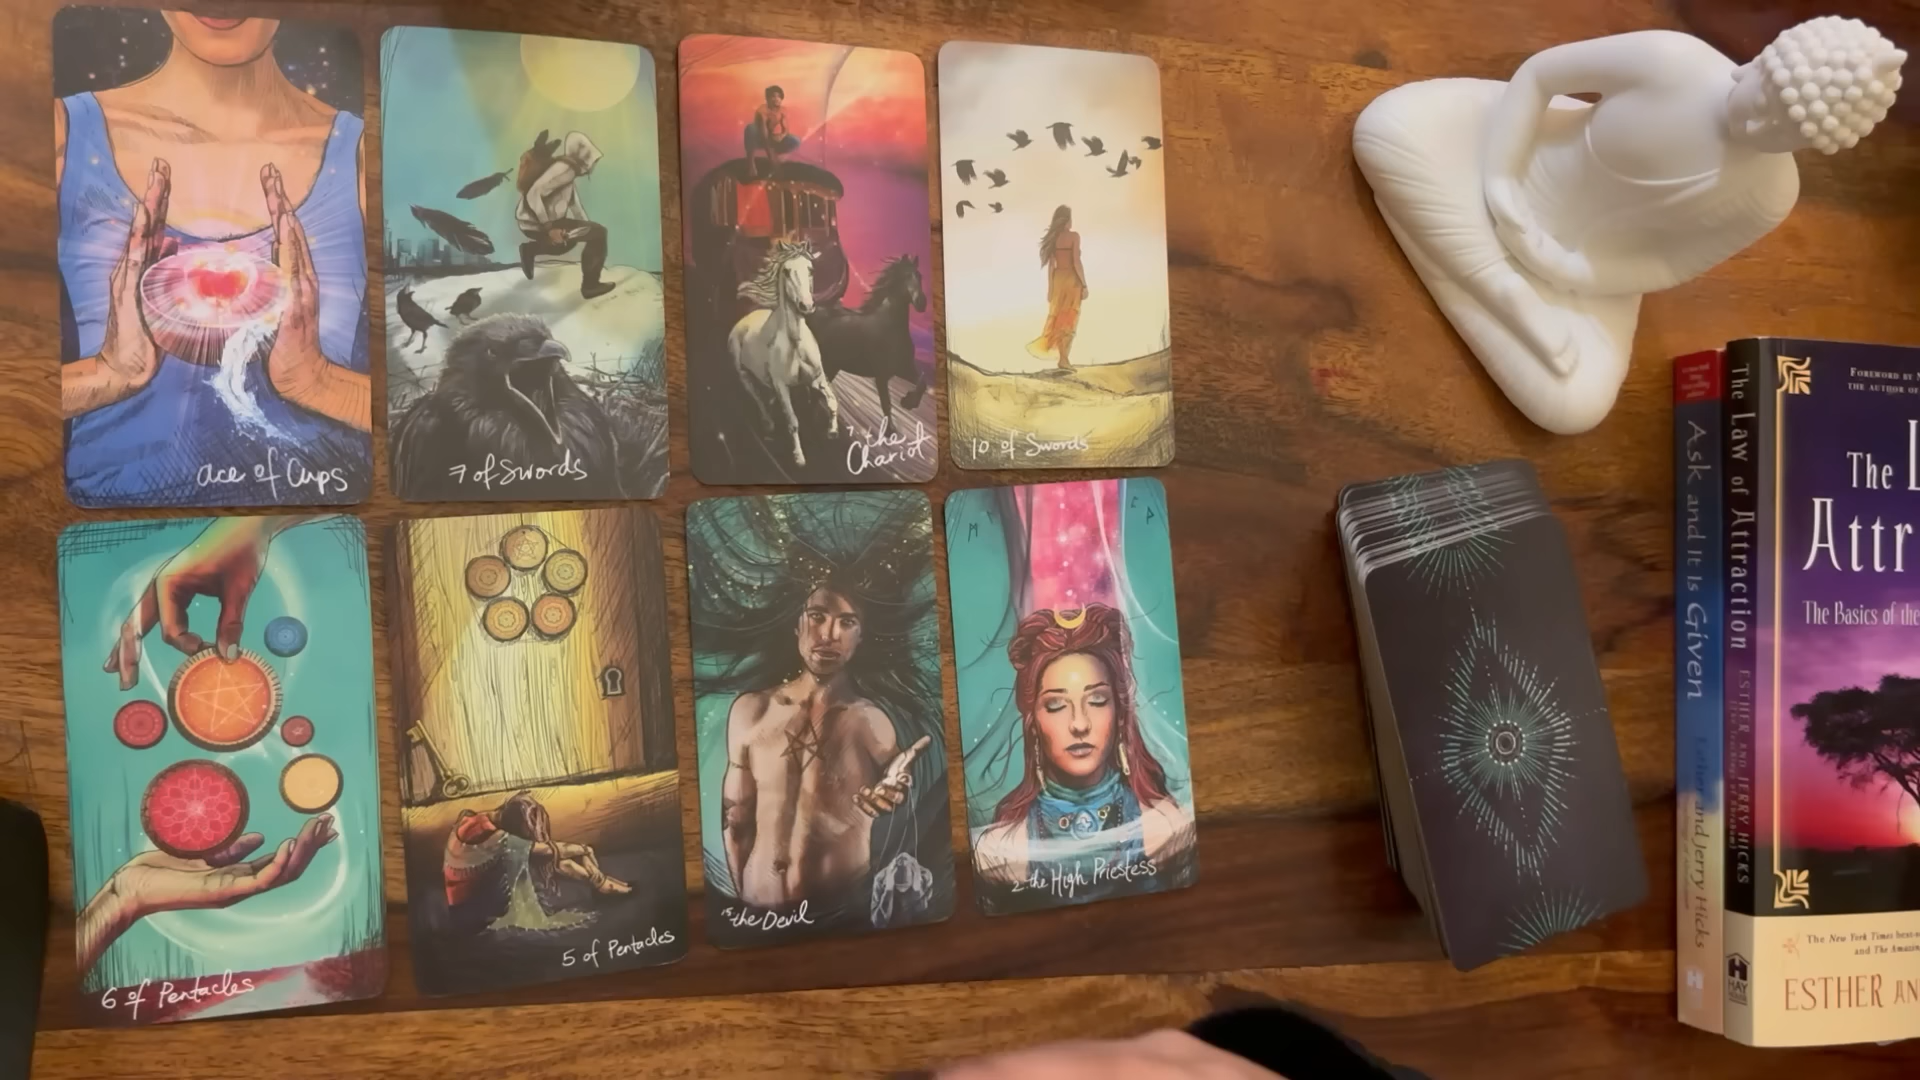 ace of Cups
7 of Swords
7 the
Chariot
10 of Swords
6 of Pentacles
5 of Pentacles
15 the Devil
2 the High Priestess
Ask and It Is Given
Esther and Jerry Hicks
The Law of Attraction
ESTHER AND JERRY HICKS
HAY
FOREWORD BY
THE AUTHOR OF
The L
Attr
The Basics of the
The New York Times best-
and The Amazing
ESTHER AN